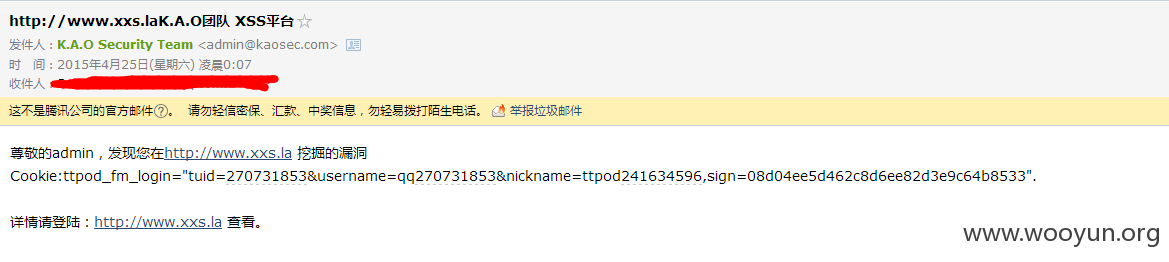 http://www.xxs.laK.A.O团队 XSS平台☆
发件人：K.A.O Security Team <admin@kaosec.com>
时　间：2015年4月25日(星期六) 凌晨0:07
收件人
这不是腾讯公司的官方邮件?。 请勿轻信密保、汇款、中奖信息，勿轻易拨打陌生电话。 举报垃圾邮件
尊敬的admin，发现您在http://www.xxs.la 挖掘的漏洞
Cookie:ttpod_fm_login="tuid=270731853&username=qq270731853&nickname=ttpod241634596,sign=08d04ee5d462c8d6ee82d3e9c64b8533".
详情请登陆：http://www.xxs.la 查看。
www.wooyun.org